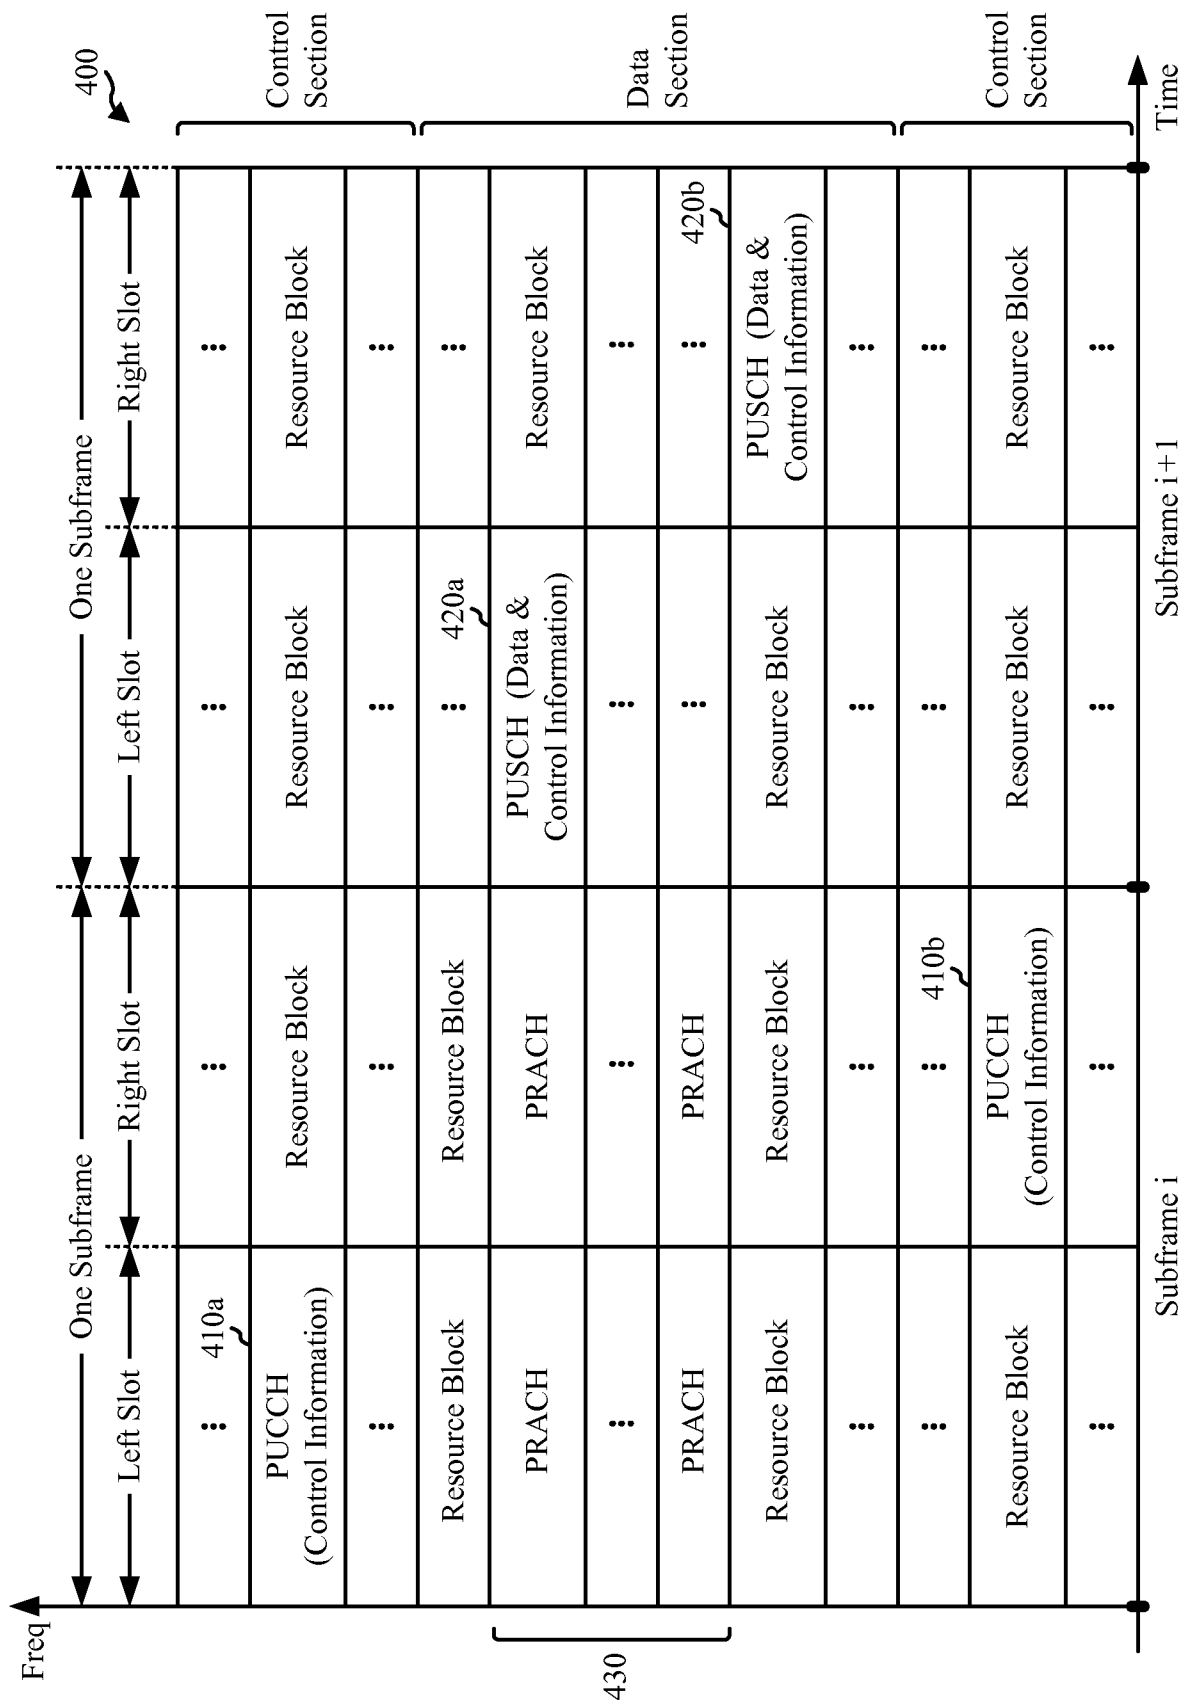 400
Freq
One Subframe
One Subframe
Left Slot
Right Slot
Left Slot
Right Slot
...
...
...
...
Control
Section
410a
PUCCH
(Control Information)
Resource Block
Resource Block
Resource Block
...
...
...
...
Resource Block
Resource Block
...
...
Data
Section
420a
430
PRACH
PRACH
PUSCH (Data &
Control Information)
Resource Block
...
...
...
...
PRACH
PRACH
...
...
420b
Resource Block
Resource Block
Resource Block
PUSCH (Data &
Control Information)
...
...
...
...
...
...
...
...
Control
Section
410b
Resource Block
PUCCH
(Control Information)
Resource Block
Resource Block
...
...
...
...
Subframe i
Subframe i+1
Time